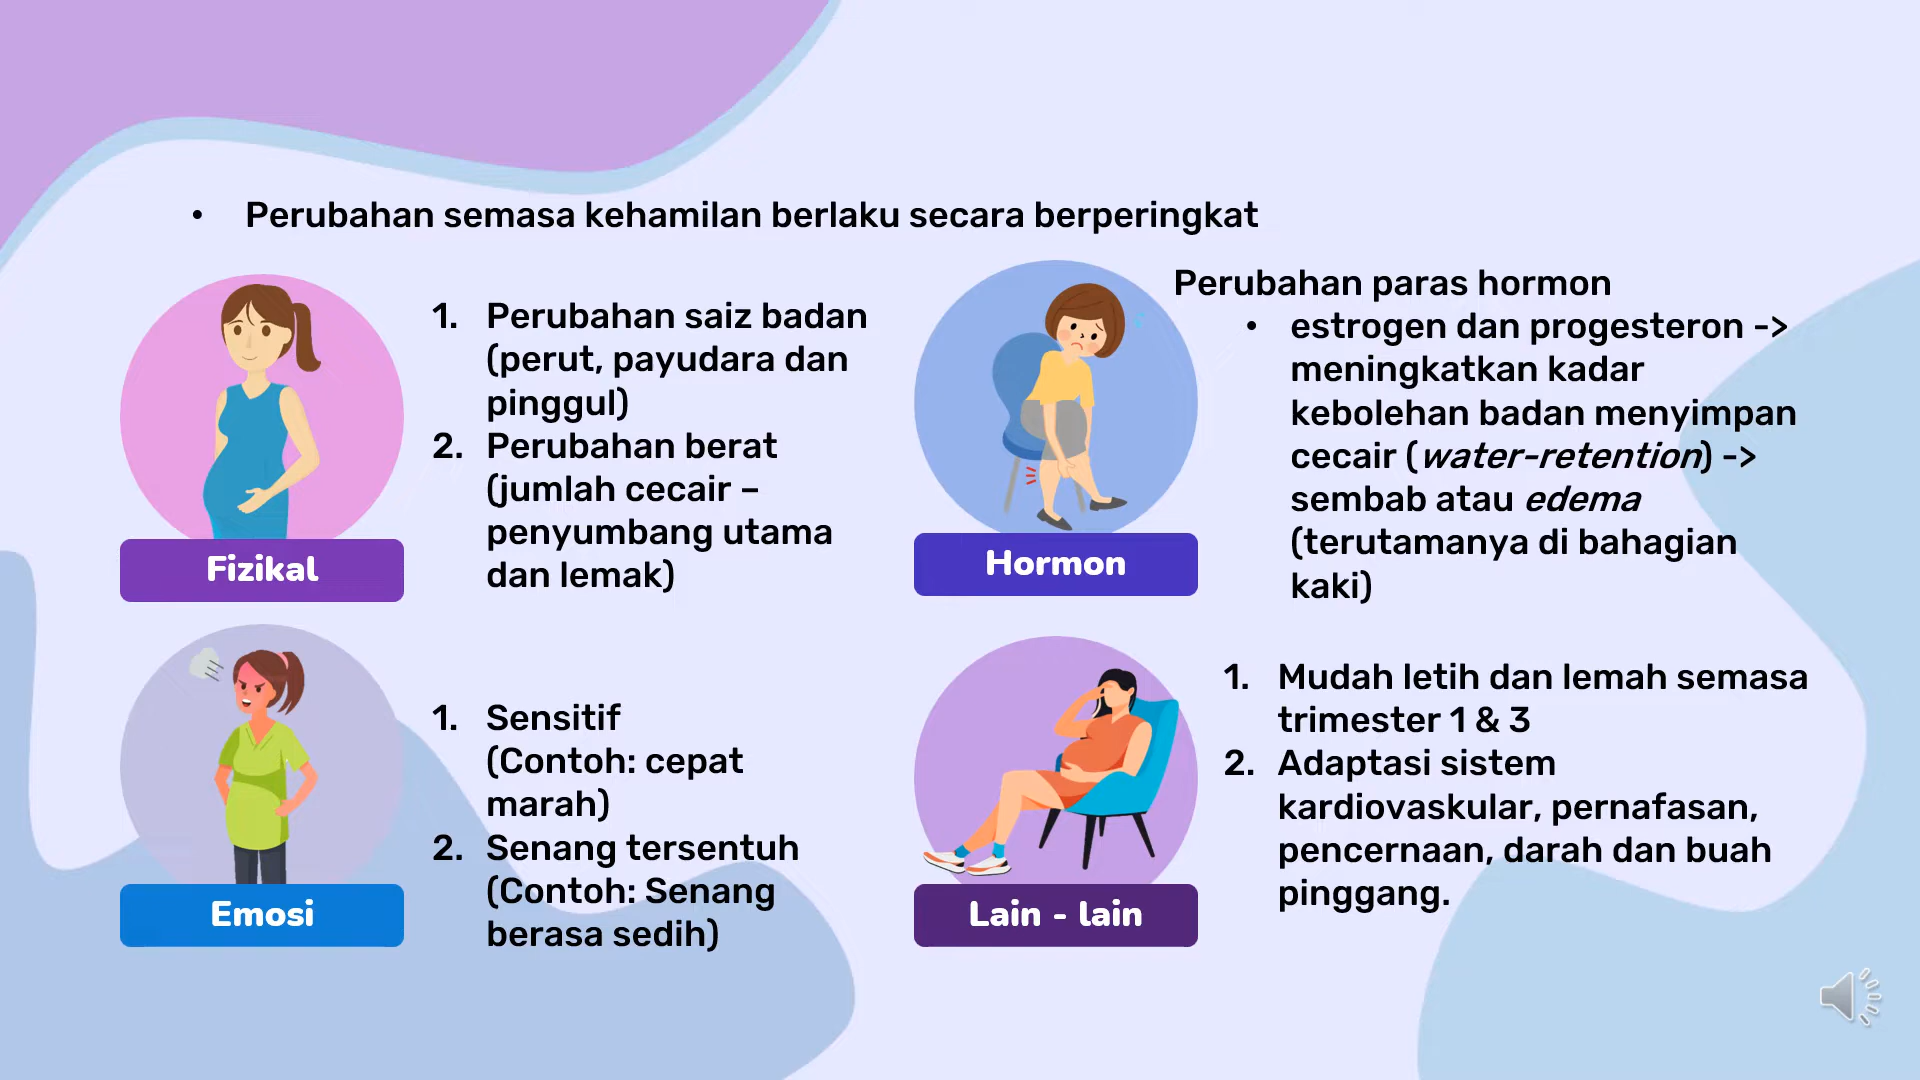 • Perubahan semasa kehamilan berlaku secara berperingkat
1. Perubahan saiz badan
(perut, payudara dan
pinggul)
2. Perubahan berat
(jumlah cecair –
penyumbang utama
dan lemak)
Fizikal
Perubahan paras hormon
• estrogen dan progesteron ->
meningkatkan kadar
kebolehan badan menyimpan
cecair (water-retention) ->
sembab atau edema
(terutamanya di bahagian
kaki)
Hormon
1. Sensitif
(Contoh: cepat
marah)
2. Senang tersentuh
(Contoh: Senang
berasa sedih)
Emosi
1. Mudah letih dan lemah semasa
trimester 1 & 3
2. Adaptasi sistem
kardiovaskular, pernafasan,
pencernaan, darah dan buah
pinggang.
Lain - lain